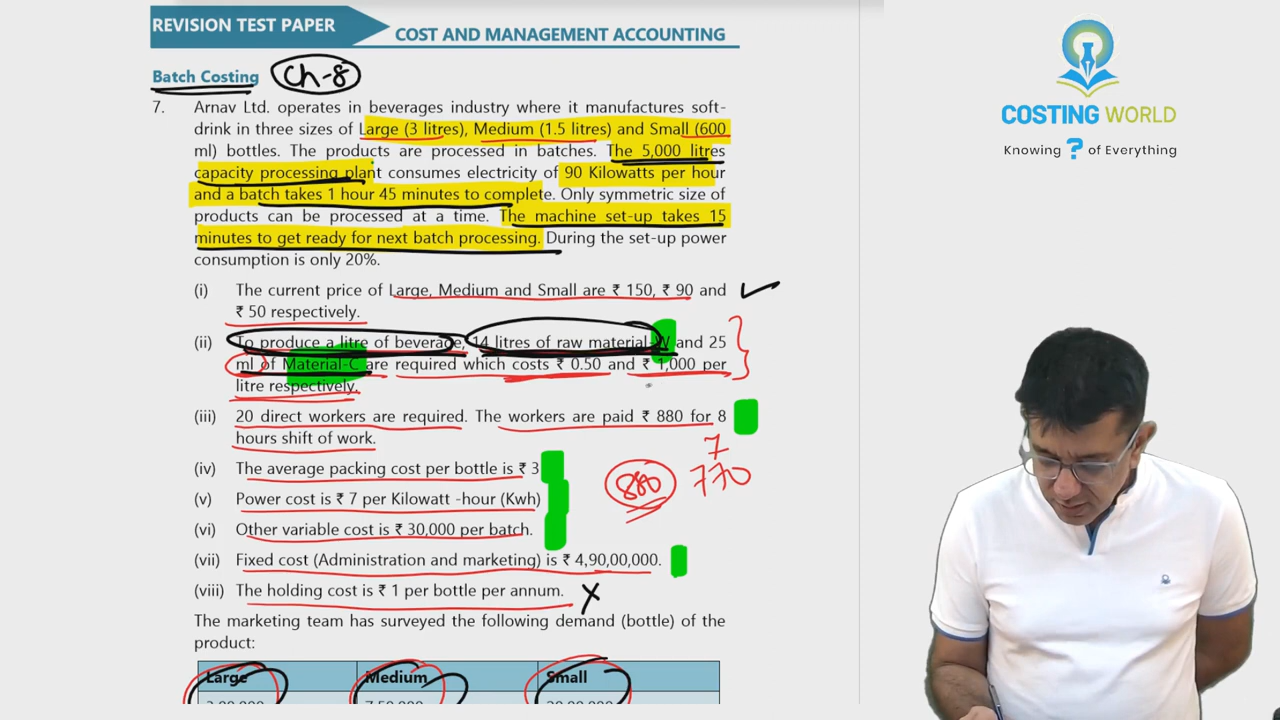 REVISION TEST PAPER
COST AND MANAGEMENT ACCOUNTING
Batch Costing Ch-8
7. Arnav Ltd. operates in beverages industry where it manufactures soft-
drink in three sizes of Large (3 litres), Medium (1.5 litres) and Small (600
ml) bottles. The products are processed in batches. The 5,000 litres
capacity processing plant consumes electricity of 90 Kilowatts per hour
and a batch takes 1 hour 45 minutes to complete. Only symmetric size of
products can be processed at a time. The machine set-up takes 15
minutes to get ready for next batch processing. During the set-up power
consumption is only 20%.
(i) The current price of Large, Medium and Small are ₹ 150, ₹ 90 and
₹ 50 respectively.
(ii) To produce a litre of beverage, 14 litres of raw material-W and 25
ml of Material-C are required which costs ₹ 0.50 and ₹ 1,000 per
litre respectively.
(iii) 20 direct workers are required. The workers are paid ₹ 880 for 8
hours shift of work.
7
(iv) The average packing cost per bottle is ₹ 3
880 770
(v) Power cost is ₹ 7 per Kilowatt -hour (Kwh)
(vi) Other variable cost is ₹ 30,000 per batch.
(vii) Fixed cost (Administration and marketing) is ₹ 4,90,00,000.
(viii) The holding cost is ₹ 1 per bottle per annum.
The marketing team has surveyed the following demand (bottle) of the
product:
Large Medium Small
COSTING WORLD
Knowing ? of Everything